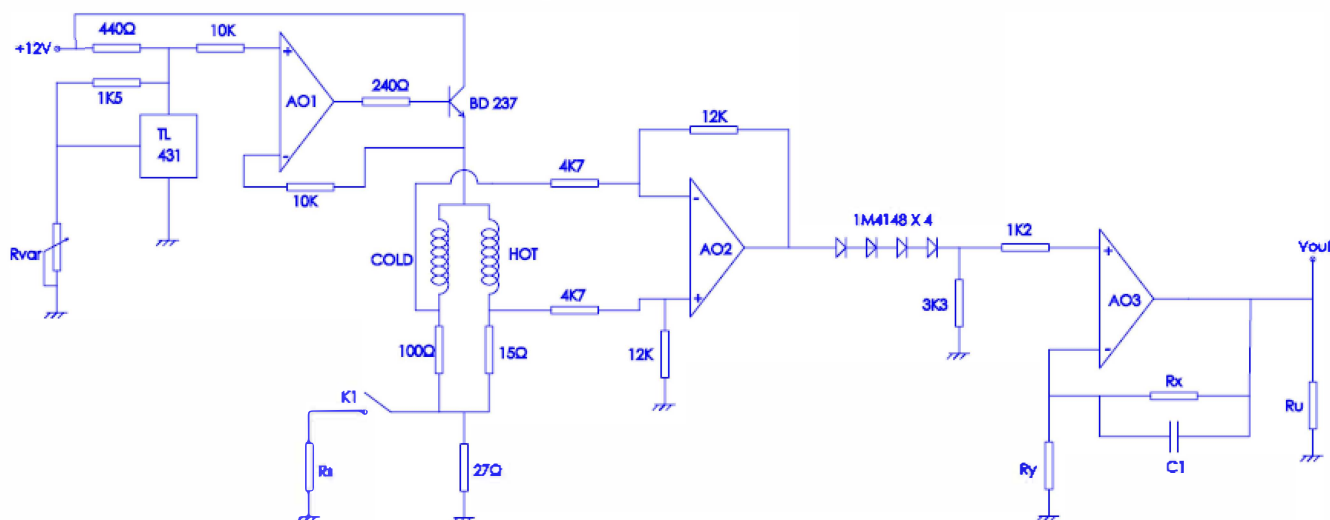 +12V
440Ω
10K
1K5
TL
431
Rvar
+
AO1
-
240Ω
BD 237
10K
COLD
HOT
100Ω
15Ω
K1
Rs
27Ω
4K7
4K7
12K
-
AO2
+
12K
1M4148 X 4
1K2
3K3
+
AO3
-
Rx
C1
Ry
Vout
Ru